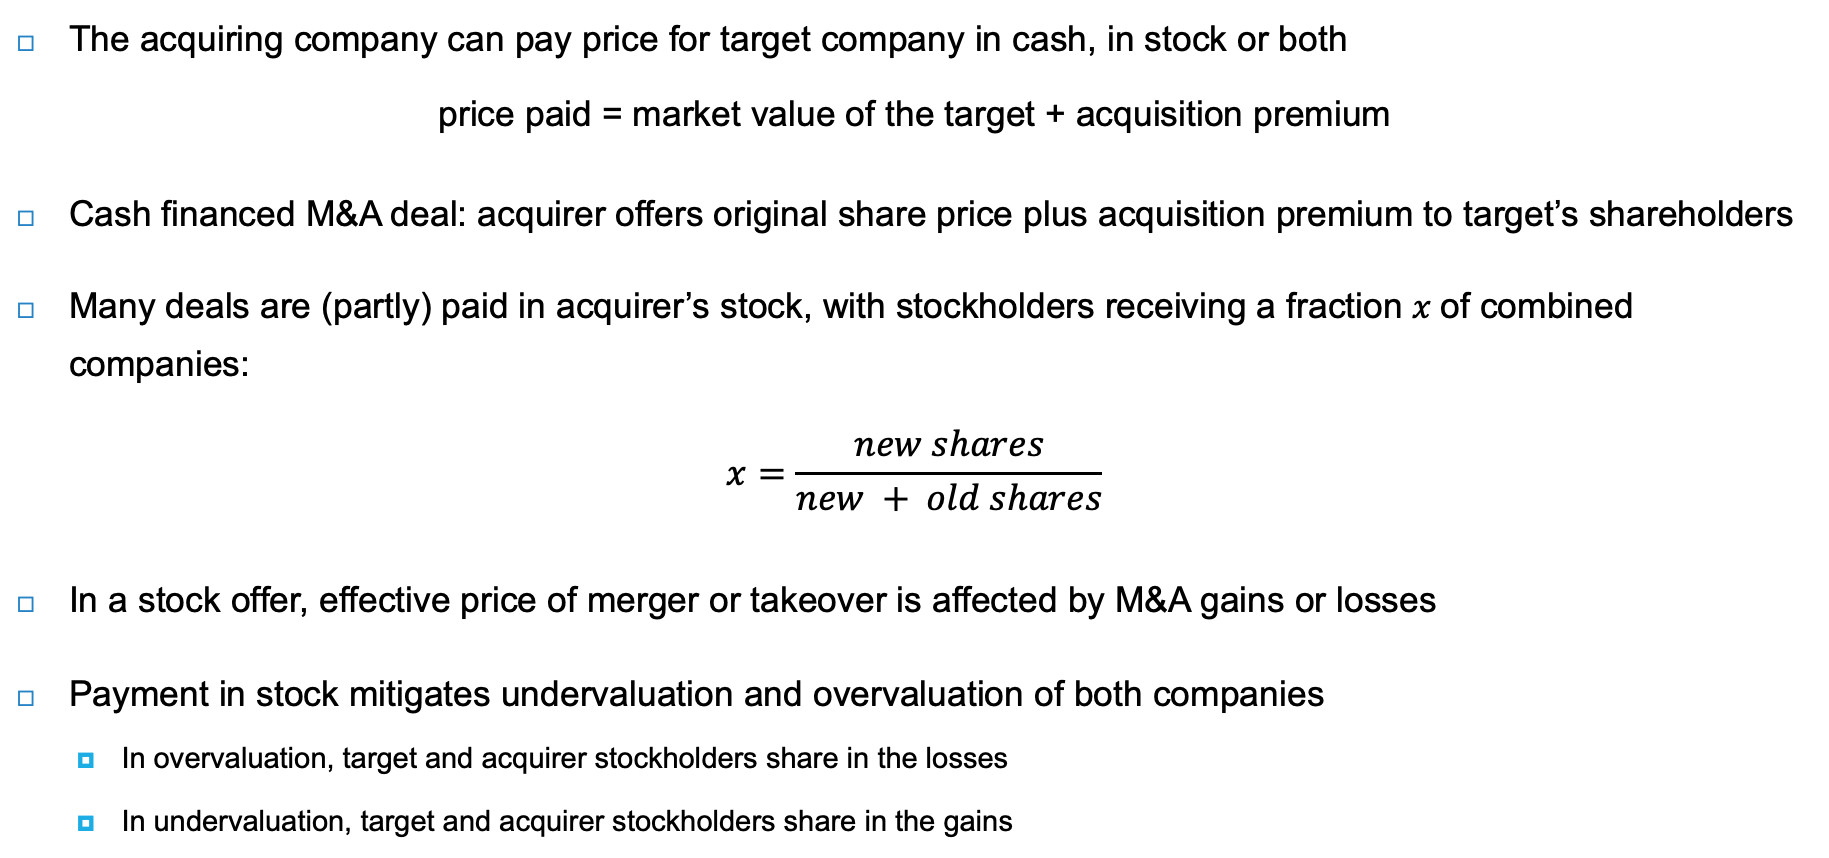 The acquiring company can pay price for target company in cash, in stock or both
price paid = market value of the target + acquisition premium
Cash financed M&A deal: acquirer offers original share price plus acquisition premium to target's shareholders
Many deals are (partly) paid in acquirer's stock, with stockholders receiving a fraction x of combined
companies:
x = new shares / new + old shares
In a stock offer, effective price of merger or takeover is affected by M&A gains or losses
Payment in stock mitigates undervaluation and overvaluation of both companies
In overvaluation, target and acquirer stockholders share in the losses
In undervaluation, target and acquirer stockholders share in the gains